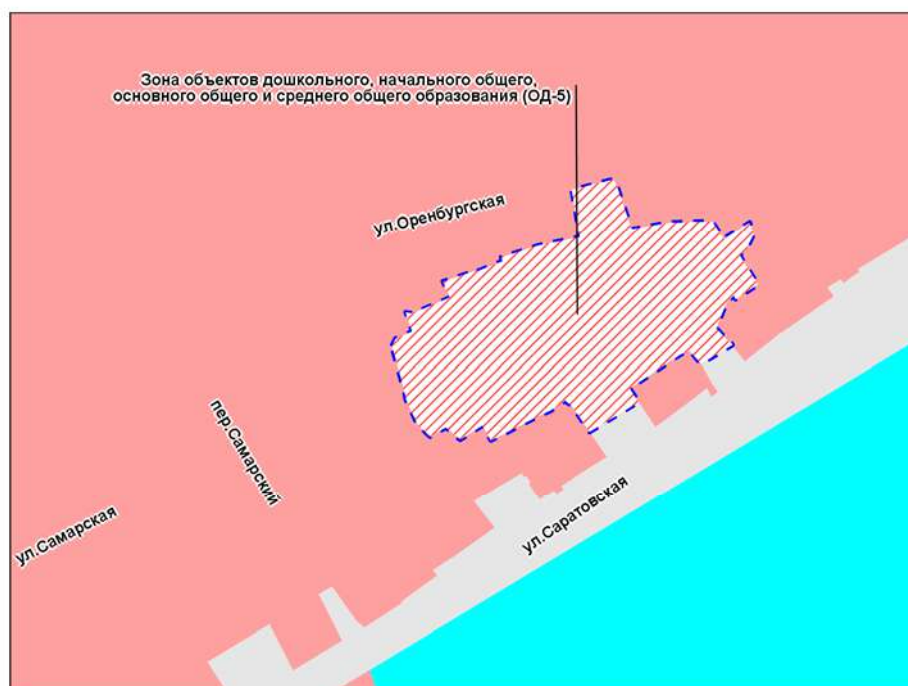 Зона объектов дошкольного, начального общего,
основного общего и среднего общего образования (ОД-5)
ул.Оренбургская
пер.Самарский
ул.Самарская
ул.Саратовская